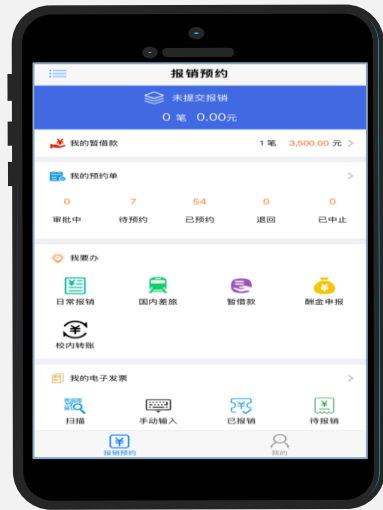 报销预约
未提交报销
0 笔 0.00元
我的暂借款 1 笔 3,500.00 元 >
我的预约单 >
0 7 54 0 0
审批中 待预约 已预约 退回 已中止
我要办
日常报销 国内差旅 暂借款 酬金申报
校内转账
我的电子发票 >
扫描 手动输入 已报销 待报销
报销预约 我的